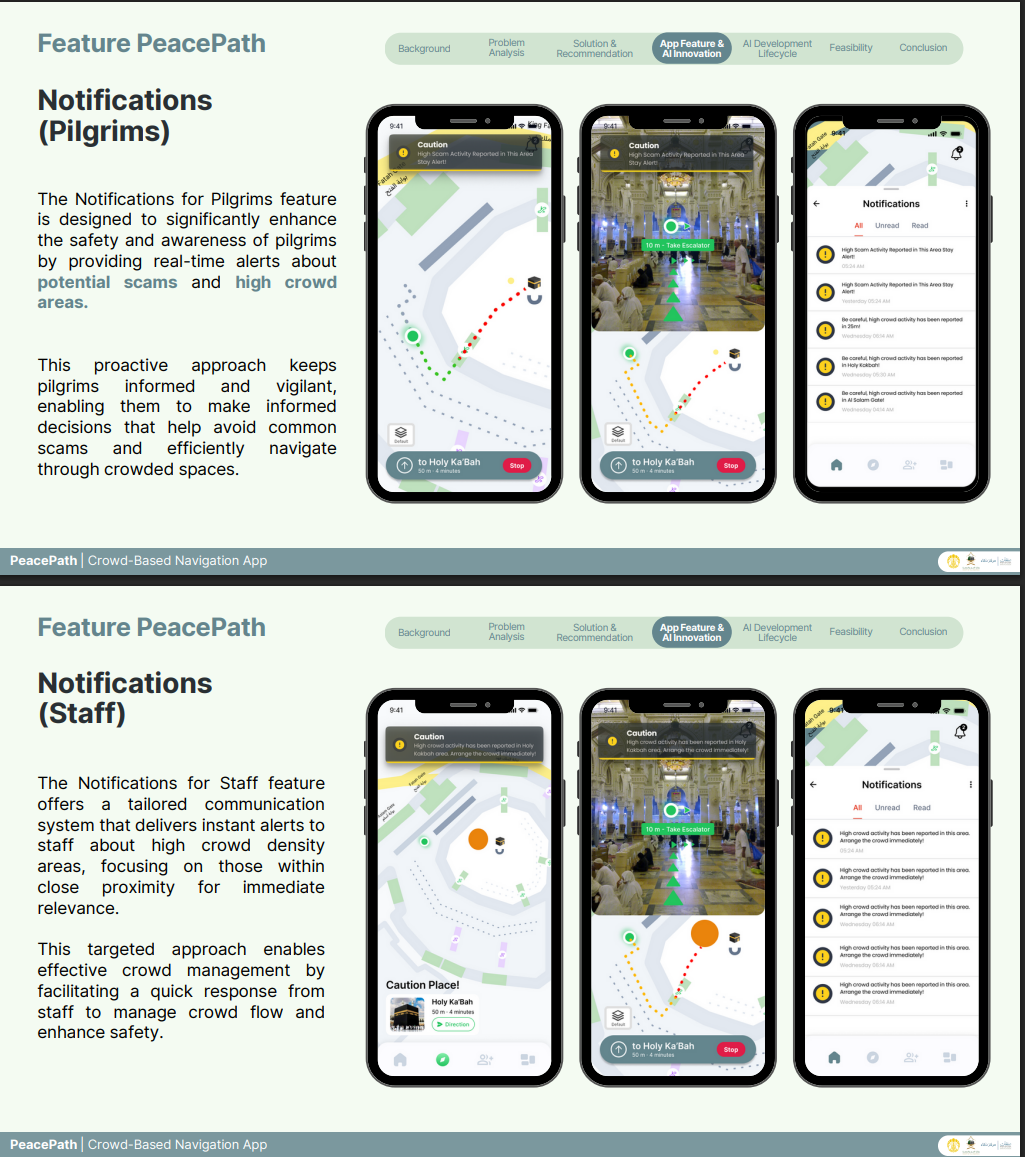 Feature PeacePath
Background
Problem
Analysis
Solution &
Recommendation
App Feature &
AI Innovation
AI Development
Lifecycle
Feasibility
Conclusion
Notifications
(Pilgrims)
The Notifications for Pilgrims feature
is designed to significantly enhance
the safety and awareness of pilgrims
by providing real-time alerts about
potential scams and high crowd
areas.
This proactive approach keeps
pilgrims informed and vigilant,
enabling them to make informed
decisions that help avoid common
scams and efficiently navigate
through crowded spaces.
9:41
Caution
High Scam Activity Reported in This Area
Stay Alert!
Default
to Holy Ka'Bah
50 m · 4 minutes
Stop
9:41
Caution
High Scam Activity Reported in This Area
Stay Alert!
10 m - Take Escalator
Default
to Holy Ka'Bah
50 m · 4 minutes
Stop
9:41
Notifications
All
Unread
Read
High Scam Activity Reported in This Area Stay
Alert!
05:24 AM
High Scam Activity Reported in This Area Stay
Alert!
Yesterday 05:24 AM
Be careful, high crowd activity has been reported
in 25m!
Wednesday 06:14 AM
Be careful, high crowd activity has been reported
in Holy Kakbah!
Wednesday 05:20 AM
Be careful, high crowd activity has been reported
in Al Salam Gate!
Wednesday 04:14 AM
PeacePath | Crowd-Based Navigation App
Feature PeacePath
Background
Problem
Analysis
Solution &
Recommendation
App Feature &
AI Innovation
AI Development
Lifecycle
Feasibility
Conclusion
Notifications
(Staff)
The Notifications for Staff feature
offers a tailored communication
system that delivers instant alerts to
staff about high crowd density
areas, focusing on those within
close proximity for immediate
relevance.
This targeted approach enables
effective crowd management by
facilitating a quick response from
staff to manage crowd flow and
enhance safety.
9:41
Caution
High crowd activity has been reported in Holy
Kakbah area. Arrange the crowd immediately!
Fatah Gate
Caution Place!
Holy Ka'Bah
50 m · 4 minutes
Direction
9:41
Caution
High crowd activity has been reported in Holy
Kakbah area. Arrange the crowd immediately!
10 m - Take Escalator
Default
to Holy Ka'Bah
50 m · 4 minutes
Stop
9:41
Notifications
All
Unread
Read
High crowd activity has been reported in this area.
Arrange the crowd immediately!
05:24 AM
High crowd activity has been reported in this area.
Arrange the crowd immediately!
Yesterday 05:24 AM
High crowd activity has been reported in this area.
Arrange the crowd immediately!
Wednesday 06:14 AM
High crowd activity has been reported in this area.
Arrange the crowd immediately!
Wednesday 06:14 AM
High crowd activity has been reported in this area.
Arrange the crowd immediately!
Wednesday 06:14 AM
PeacePath | Crowd-Based Navigation App